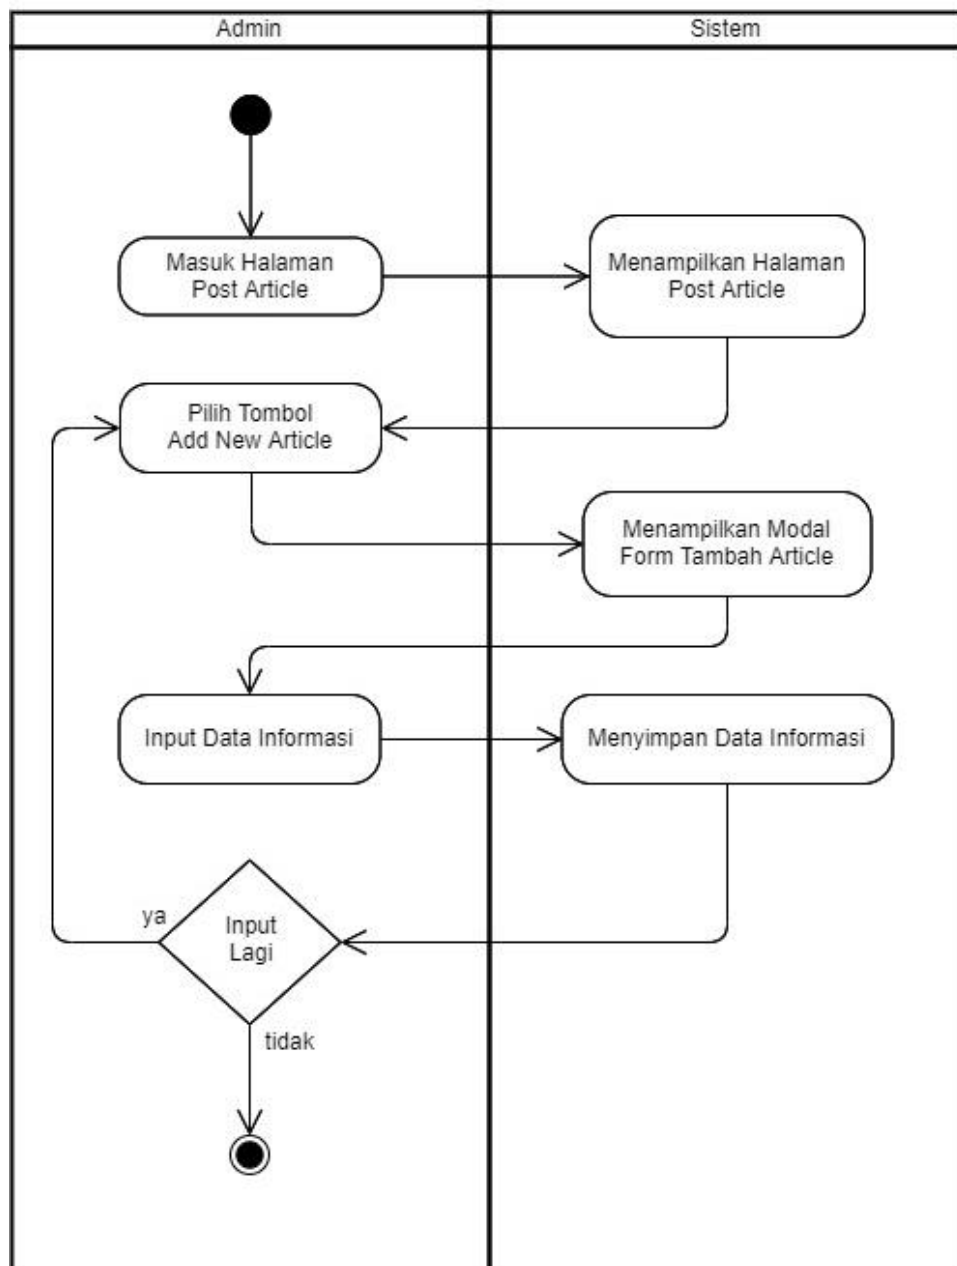 Admin
Sistem
Masuk Halaman
Post Article
Menampilkan Halaman
Post Article
Pilih Tombol
Add New Article
Menampilkan Modal
Form Tambah Article
Input Data Informasi
Menyimpan Data Informasi
ya
Input
Lagi
tidak